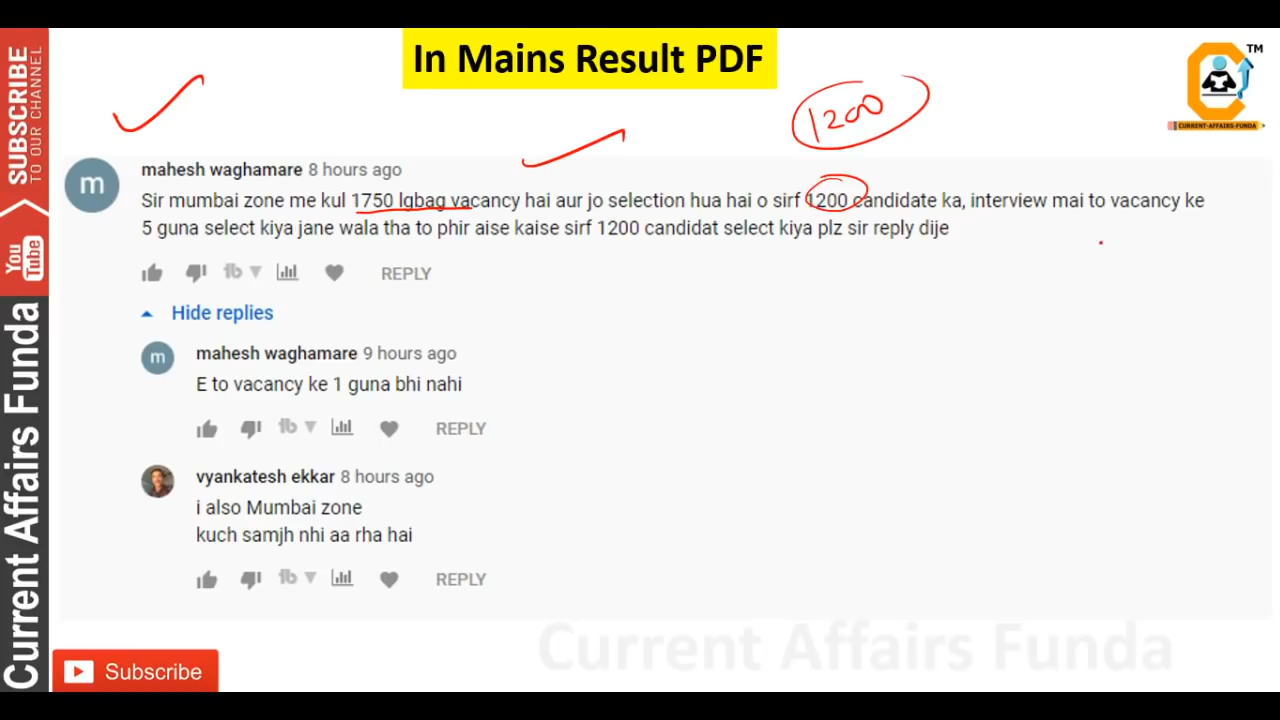 In Mains Result PDF
TM
CURRENT-AFFAIRS-FUNDA
1200
SUBSCRIBE
TO OUR CHANNEL
You
Tube
Current Affairs Funda
m
mahesh waghamare 8 hours ago
Sir mumbai zone me kul 1750 lgbag vacancy hai aur jo selection hua hai o sirf 1200 candidate ka, interview mai to vacancy ke
5 guna select kiya jane wala tha to phir aise kaise sirf 1200 candidat select kiya plz sir reply dije
REPLY
Hide replies
m
mahesh waghamare 9 hours ago
E to vacancy ke 1 guna bhi nahi
REPLY
vyankatesh ekkar 8 hours ago
i also Mumbai zone
kuch samjh nhi aa rha hai
REPLY
Current Affairs Funda
Subscribe